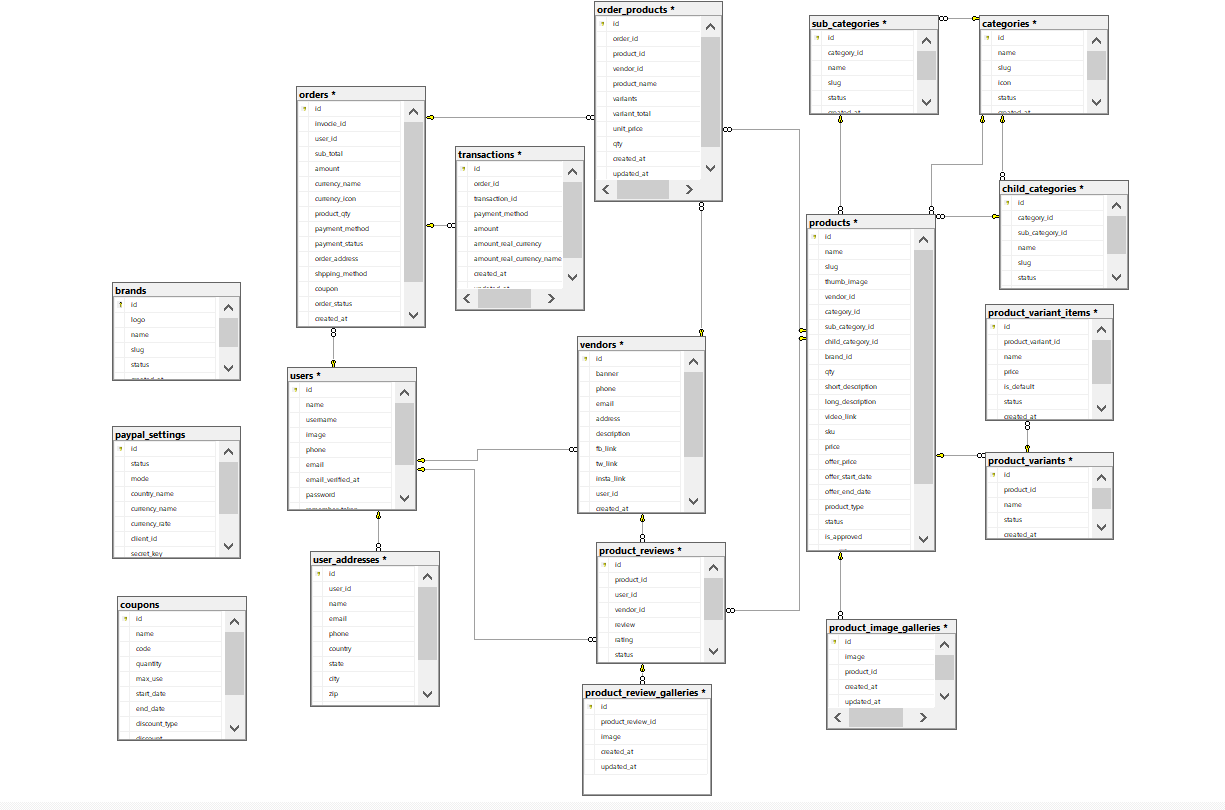 order_products *
id
order_id
product_id
vendor_id
product_name
variants
variant_total
unit_price
qty
created_at
updated_at
sub_categories *
id
category_id
name
slug
status
created_at
categories *
id
name
slug
icon
status
created_at
orders *
id
invocie_id
user_id
sub_total
amount
currency_name
currency_icon
product_qty
payment_method
payment_status
order_address
shpping_method
coupon
order_status
created_at
transactions *
id
order_id
transaction_id
payment_method
amount
amount_real_currency
amount_real_currency_name
created_at
updated_at
child_categories *
id
category_id
sub_category_id
name
slug
status
products *
id
name
slug
thumb_image
vendor_id
category_id
sub_category_id
child_category_id
brand_id
qty
short_description
long_description
video_link
sku
price
offer_price
offer_start_date
offer_end_date
product_type
status
is_approved
brands
id
logo
name
slug
status
created_at
product_variant_items *
id
product_variant_id
name
price
is_default
status
created_at
vendors *
id
banner
phone
email
address
description
fb_link
tw_link
insta_link
user_id
created_at
users *
id
name
username
image
phone
email
email_verified_at
password
remember_token
paypal_settings
id
status
mode
country_name
currency_name
currency_rate
client_id
secret_key
product_variants *
id
product_id
name
status
created_at
user_addresses *
id
user_id
name
email
phone
country
state
city
zip
product_reviews *
id
product_id
user_id
vendor_id
review
rating
status
coupons
id
name
code
quantity
max_use
start_date
end_date
discount_type
discount
product_image_galleries *
id
image
product_id
created_at
updated_at
product_review_galleries *
id
product_review_id
image
created_at
updated_at